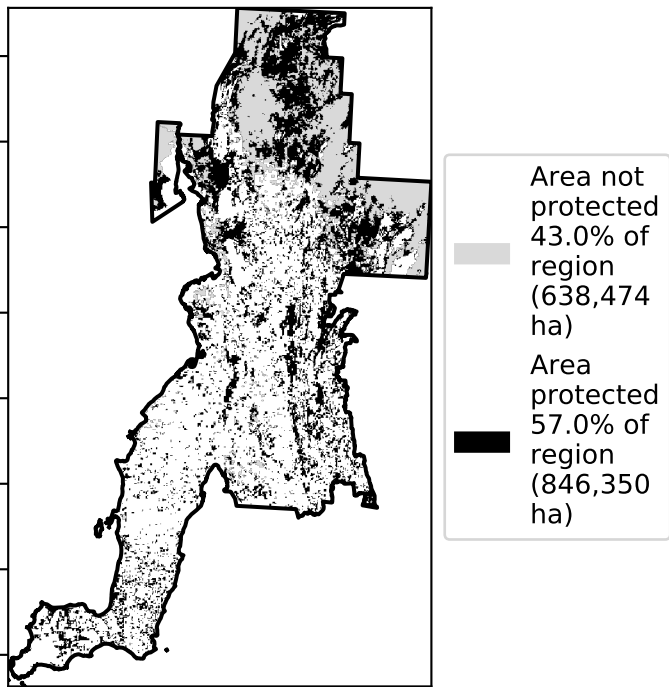 Area not
protected
43.0% of
region
(638,474
ha)
Area
protected
57.0% of
region
(846,350
ha)